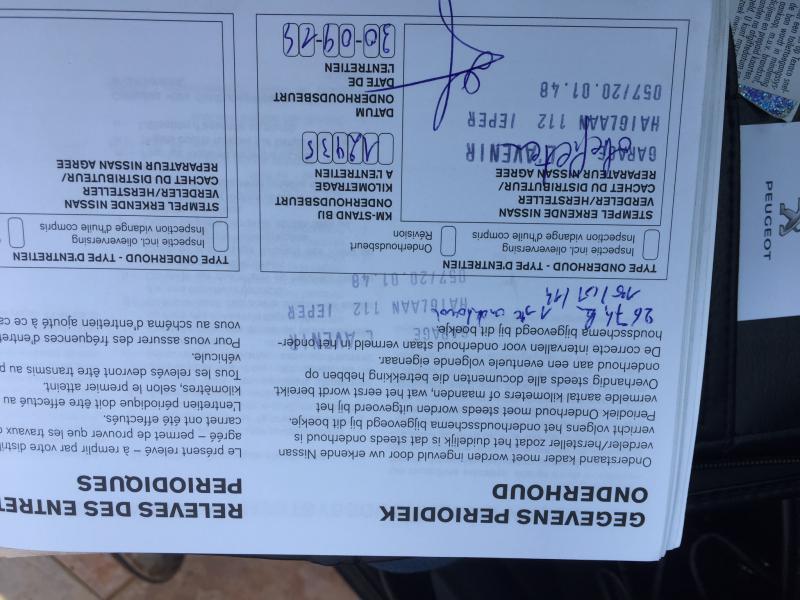 GEGEVENS PERIODIEK
ONDERHOUD
Onderstaand kader moet worden ingevuld door uw erkende Nissan
verdeler/hersteller zodat het duidelijk is dat steeds onderhoud is
verricht volgens het onderhoudsschema bijgevoegd bij dit boekje.
Periodiek Onderhoud moet steeds worden uitgevoerd bij het
vermelde aantal kilometers of maanden, wat het eerst wordt bereikt.
Overhandig steeds alle documenten die betrekking hebben op
onderhoud aan een eventuele volgende eigenaar.
De correcte intervallen voor onderhoud staan vermeld in het onder-
houdsschema bijgevoegd bij dit boekje.
GARAGE L'AVENIR
HAIGLAAN 112 IEPER
057/20.01.48
TYPE ONDERHOUD - TYPE D'ENTRETIEN
Inspectie incl. olieverversing
Inspection vidange d'huile compris
Onderhoudsbeurt
Révision
STEMPEL ERKENDE NISSAN
VERDELER/HERSTELLER
CACHET DU DISTRIBUTEUR/
REPARATEUR NISSAN AGREE
GARAGE L'AVENIR
HAIGLAAN 112 IEPER
057/20.01.48
KM-STAND BIJ
ONDERHOUDSBEURT
KILOMETRAGE
A L'ENTRETIEN
12435
DATUM
ONDERHOUDSBEURT
DATE DE
L'ENTRETIEN
30-09-15
RELEVES DES ENTRET
PERIODIQUES
Le présent relevé – à remplir par votre distri
agréé – permet de prouver que les travaux
carnet ont été effectués.
L'entretien périodique doit être effectué au
kilomètres, selon le premier atteint.
Tous les relevés devront être transmis au p
véhicule.
Pour vous assurer des fréquences d'entret
vous au schéma d'entretien ajouté à ce ca
TYPE ONDERHOUD - TYPE D'ENTRETIEN
Inspectie incl. olieverversing
Inspection vidange d'huile compris
STEMPEL ERKENDE NISSAN
VERDELER/HERSTELLER
CACHET DU DISTRIBUTEUR/
REPARATEUR NISSAN AGREE
PEUGEOT